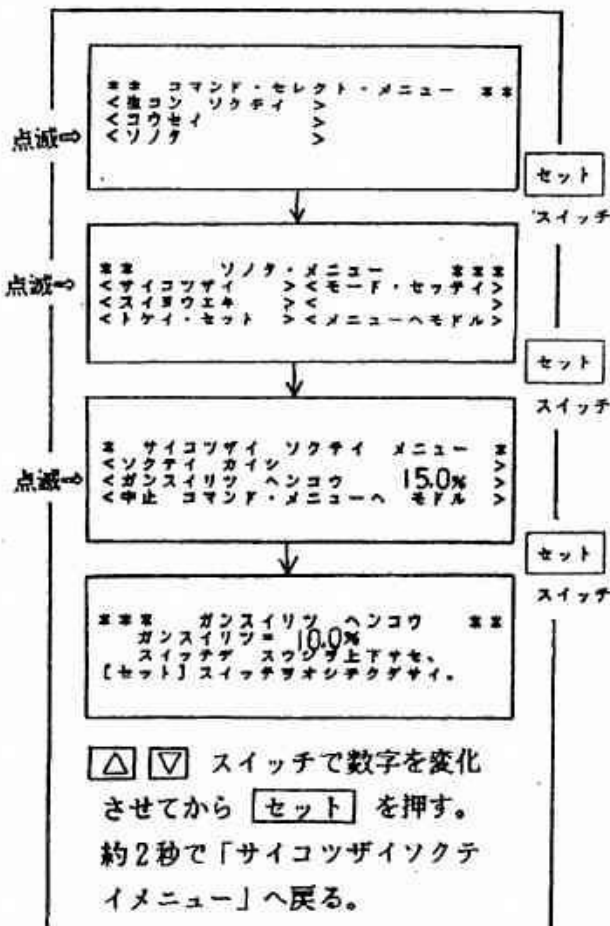 ** コマンド・セレクト・メニュー **
<生コン ソクテイ >
<コウセイ >
<ソノタ >
点滅⇨
セット
スイッチ
** ソノタ・メニュー ***
<サイコツザイ ><モード・セッテイ>
<スイヨウエキ >< >
<トケイ・セット ><メニューヘモドル>
点滅⇨
セット
スイッチ
* サイコツザイ ソクテイ メニュー *
<ソクテイ カイシ >
<ガンスイリツ ヘンコウ 15.0% >
<中止 コマンド・メニューヘ モドル >
点滅⇨
セット
スイッチ
*** ガンスイリツ ヘンコウ **
ガンスイリツ= 10.0%
スイッチデ スウジヲ上下サセ、
[セット]スイッチヲオシテクダサイ.
△ ▽ スイッチで数字を変化
させてから セット を押す。
約2秒で「サイコツザイソクテ
イメニュー」へ戻る。